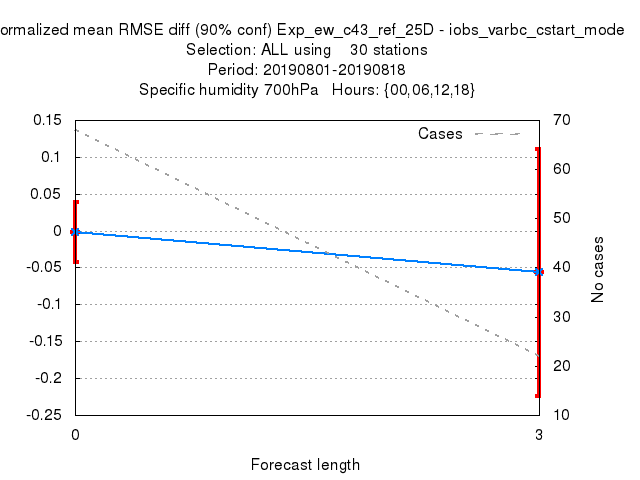 ormalized mean RMSE diff (90% conf) Exp_ew_c43_ref_25D - iobs_varbc_cstart_mode
Selection: ALL using 30 stations
Period: 20190801-20190818
Specific humidity 700hPa Hours: {00,06,12,18}
Cases
0.15
0.1
0.05
0
-0.05
-0.1
-0.15
-0.2
-0.25
70
60
50
40
30
20
10
No cases
0
3
Forecast length